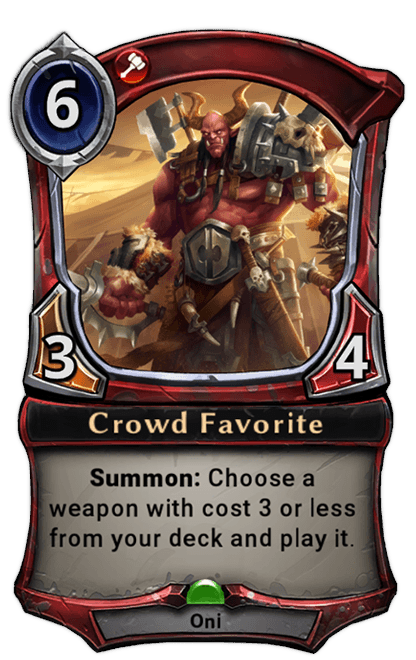 6
3
4
Crowd Favorite
Summon: Choose a
weapon with cost 3 or less
from your deck and play it.
Oni